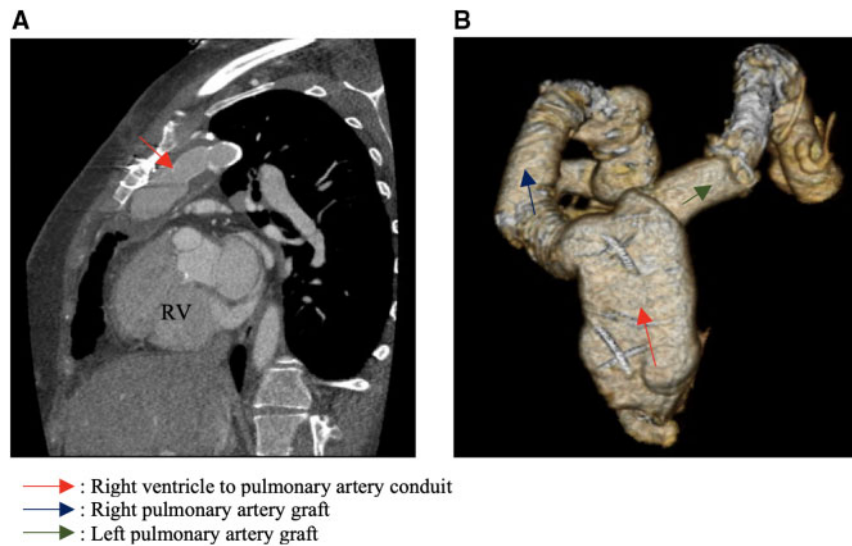 A
B
RV
: Right ventricle to pulmonary artery conduit
: Right pulmonary artery graft
: Left pulmonary artery graft